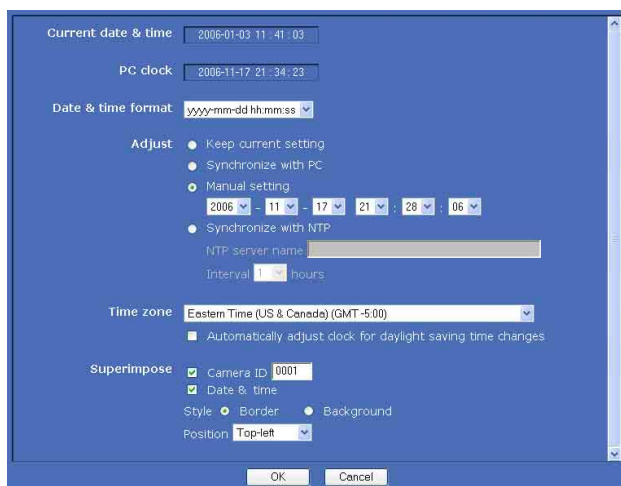 Current date & time 2006-01-03 11 : 41 : 03
PC clock 2006-11-17 21 : 34 : 23
Date & time format yyyy-mm-dd hh:mm:ss
Adjust Keep current setting
Synchronize with PC
Manual setting
2006 - 11 - 17 21 : 28 : 06
Synchronize with NTP
NTP server name
Interval 1 hours
Time zone Eastern Time (US & Canada) (GMT -5:00)
Automatically adjust clock for daylight saving time changes
Superimpose Camera ID 0001
Date & time
Style Border Background
Position Top-left
OK Cancel